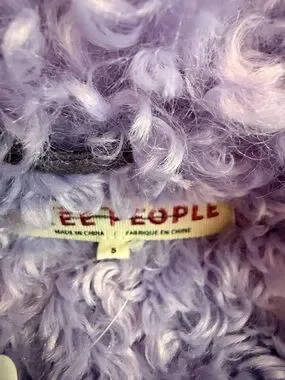 EE PEOPLE
MADE IN CHINA FABRIQUÉ EN CHINE
S